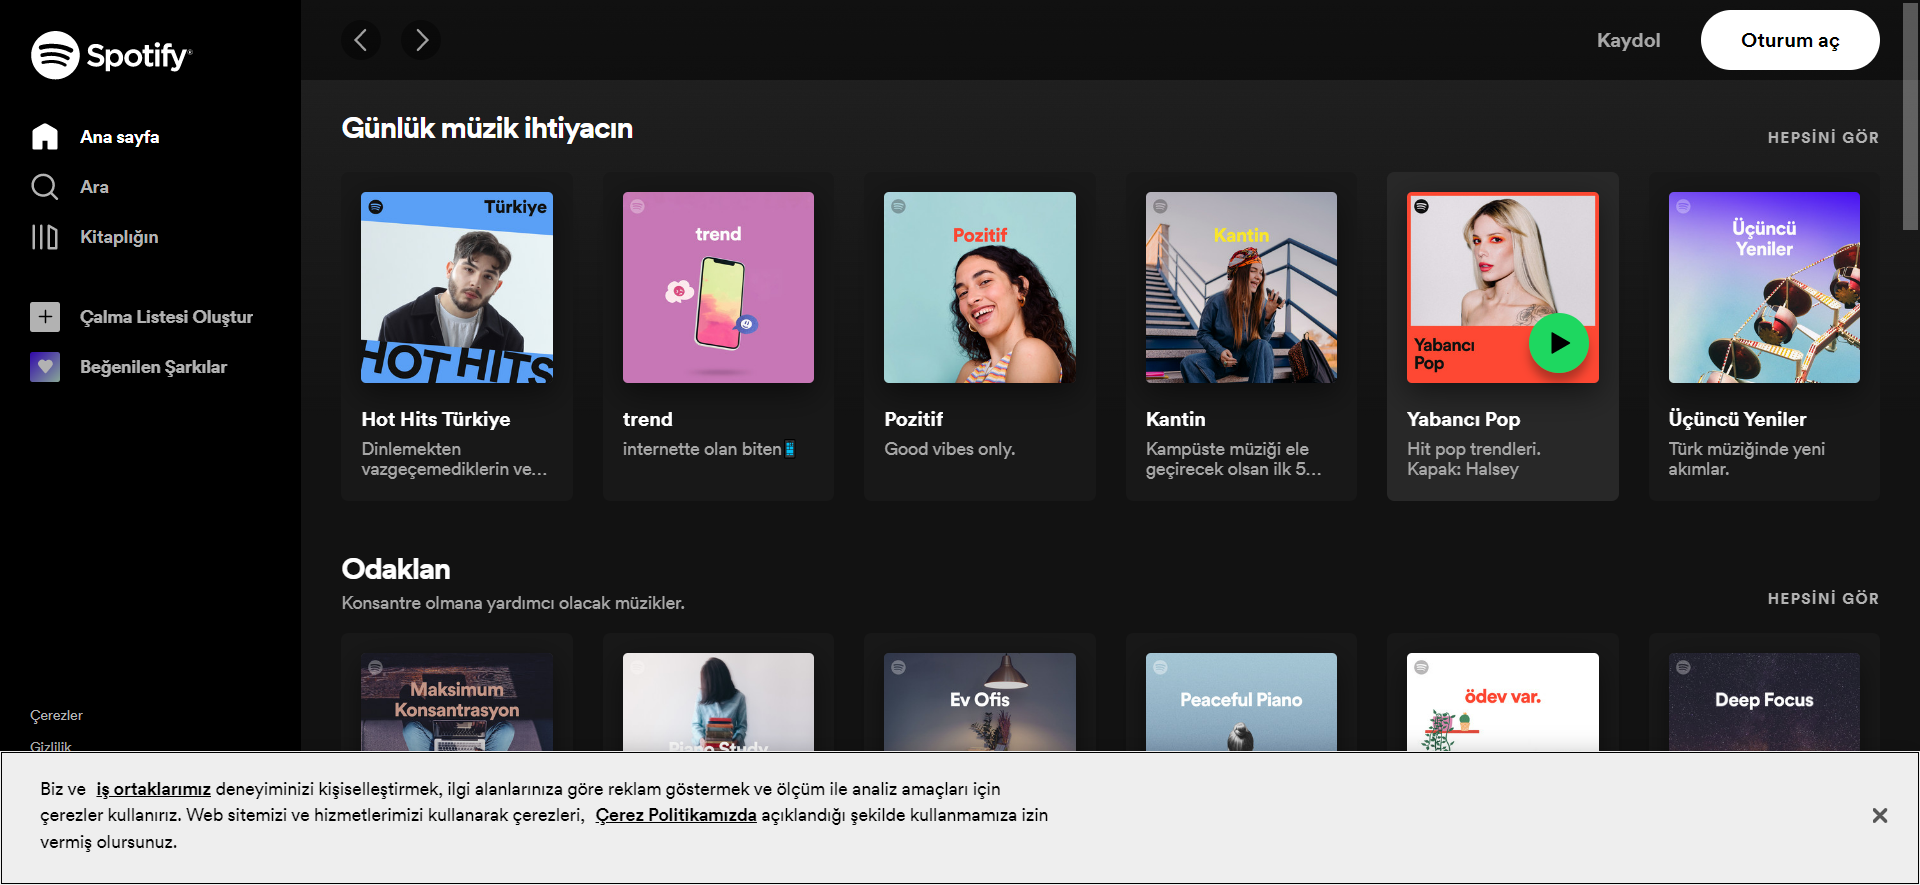 Spotify
Ana sayfa
Ara
Kitaplığın
Çalma Listesi Oluştur
Beğenilen Şarkılar
Çerezler
Gizlilik
Kaydol
Oturum aç
Günlük müzik ihtiyacın
HEPSİNİ GÖR
Türkiye
HOT HITS
trend
Pozitif
Kantin
Yabancı
Pop
Üçüncü
Yeniler
Hot Hits Türkiye
Dinlemekten
vazgeçemediklerin ve...
trend
internette olan biten
Pozitif
Good vibes only.
Kantin
Kampüste müziği ele
geçirecek olsan ilk 5...
Yabancı Pop
Hit pop trendleri.
Kapak: Halsey
Üçüncü Yeniler
Türk müziğinde yeni
akımlar.
Odaklan
Konsantre olmana yardımcı olacak müzikler.
HEPSİNİ GÖR
Maksimum
Konsantrasyon
Piano Study
Ev Ofis
Peaceful Piano
ödev var.
Deep Focus
Biz ve iş ortaklarımız deneyiminizi kişiselleştirmek, ilgi alanlarınıza göre reklam göstermek ve ölçüm ile analiz amaçları için
çerezler kullanırız. Web sitemizi ve hizmetlerimizi kullanarak çerezleri, Çerez Politikamızda açıklandığı şekilde kullanmamıza izin
vermiş olursunuz.